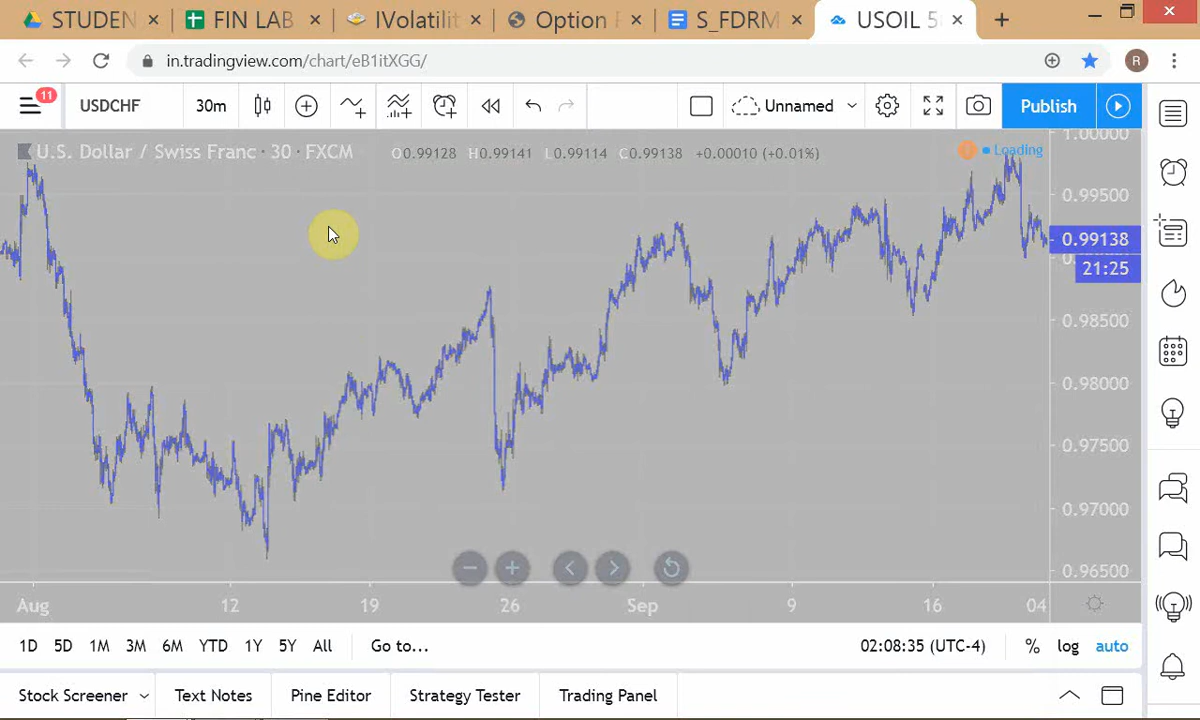 STUDEN
FIN LAB
IVolatilit
Option
S_FDRM
USOIL 5
in.tradingview.com/chart/eB1itXGG/
R
11
USDCHF
30m
Unnamed
Publish
U.S. Dollar / Swiss Franc · 30 · FXCM
O0.99128 H0.99141 L0.99114 C0.99138 +0.00010 (+0.01%)
Loading
1.00000
0.99500
0.99138
21:25
0.98500
0.98000
0.97500
0.97000
0.96500
Aug 12 19 26 Sep 9 16 04
1D 5D 1M 3M 6M YTD 1Y 5Y All Go to... 02:08:35 (UTC-4) % log auto
Stock Screener Text Notes Pine Editor Strategy Tester Trading Panel